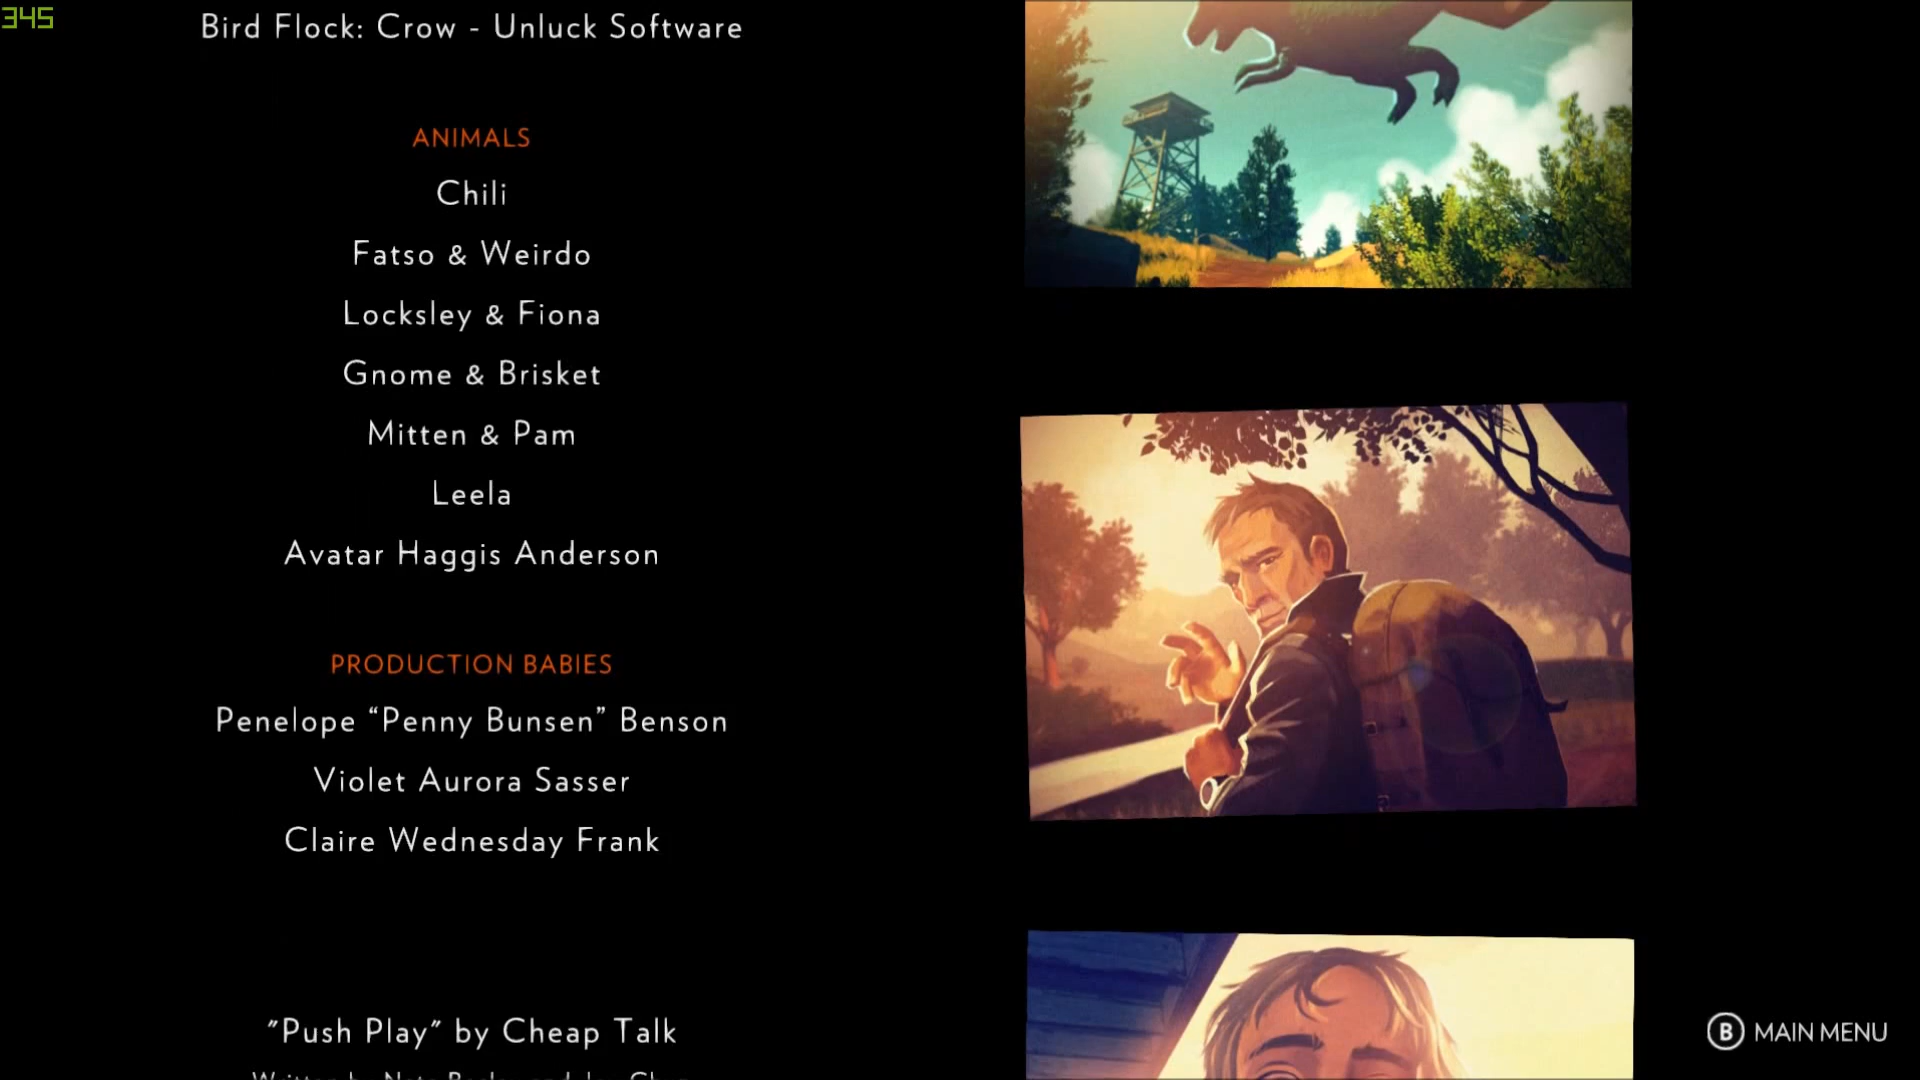 345
Bird Flock: Crow - Unluck Software
ANIMALS
Chili
Fatso & Weirdo
Locksley & Fiona
Gnome & Brisket
Mitten & Pam
Leela
Avatar Haggis Anderson
PRODUCTION BABIES
Penelope “Penny Bunsen” Benson
Violet Aurora Sasser
Claire Wednesday Frank
"Push Play" by Cheap Talk
Written by
B MAIN MENU